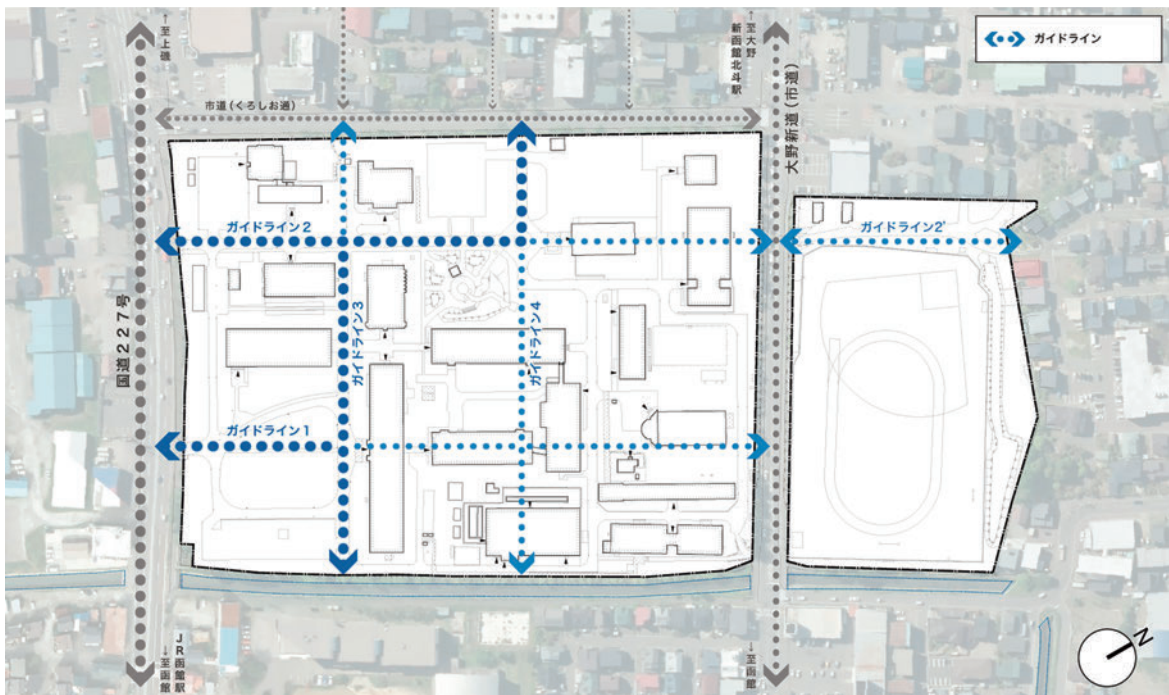 ←至上磯
←至大野
新函館北斗駅
ガイドライン
市道(くろしお通)
大野新道(市道)
国道227号
ガイドライン2
ガイドライン2'
ガイドライン3
ガイドライン4
ガイドライン1
JR函館駅
→至函館
→至函館
N